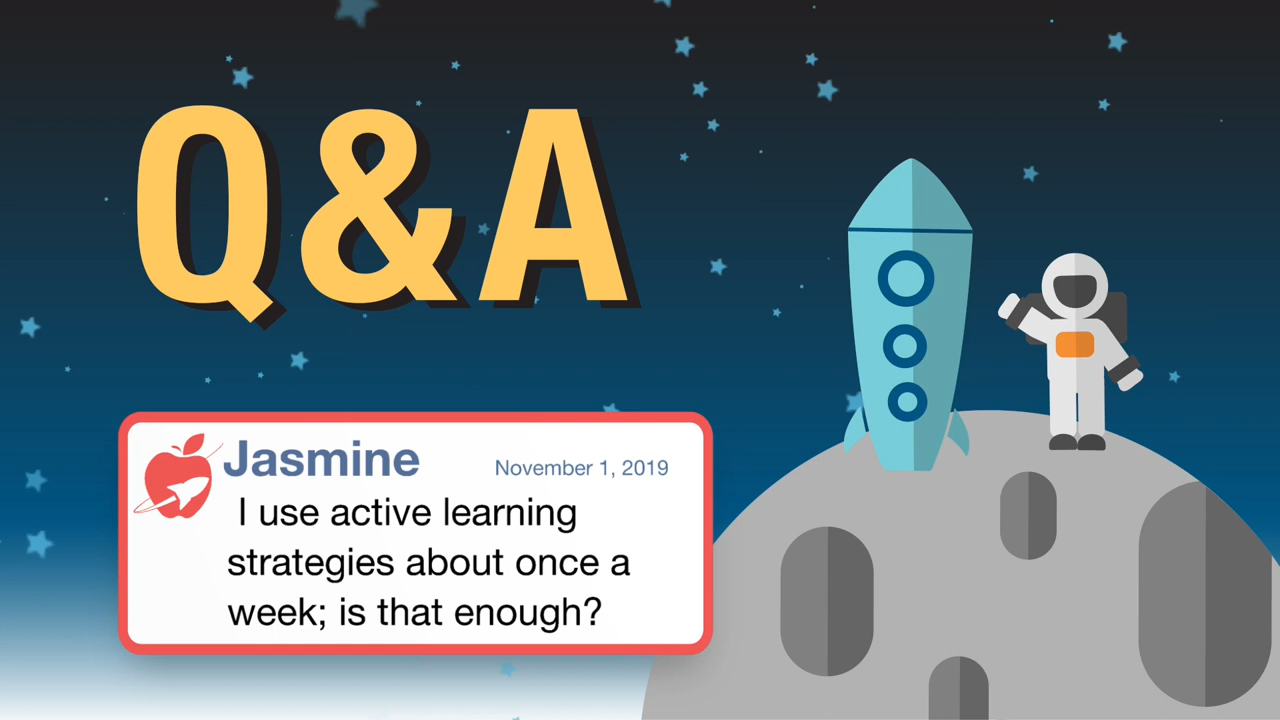 Q&A
Jasmine
November 1, 2019
I use active learning
strategies about once a
week; is that enough?